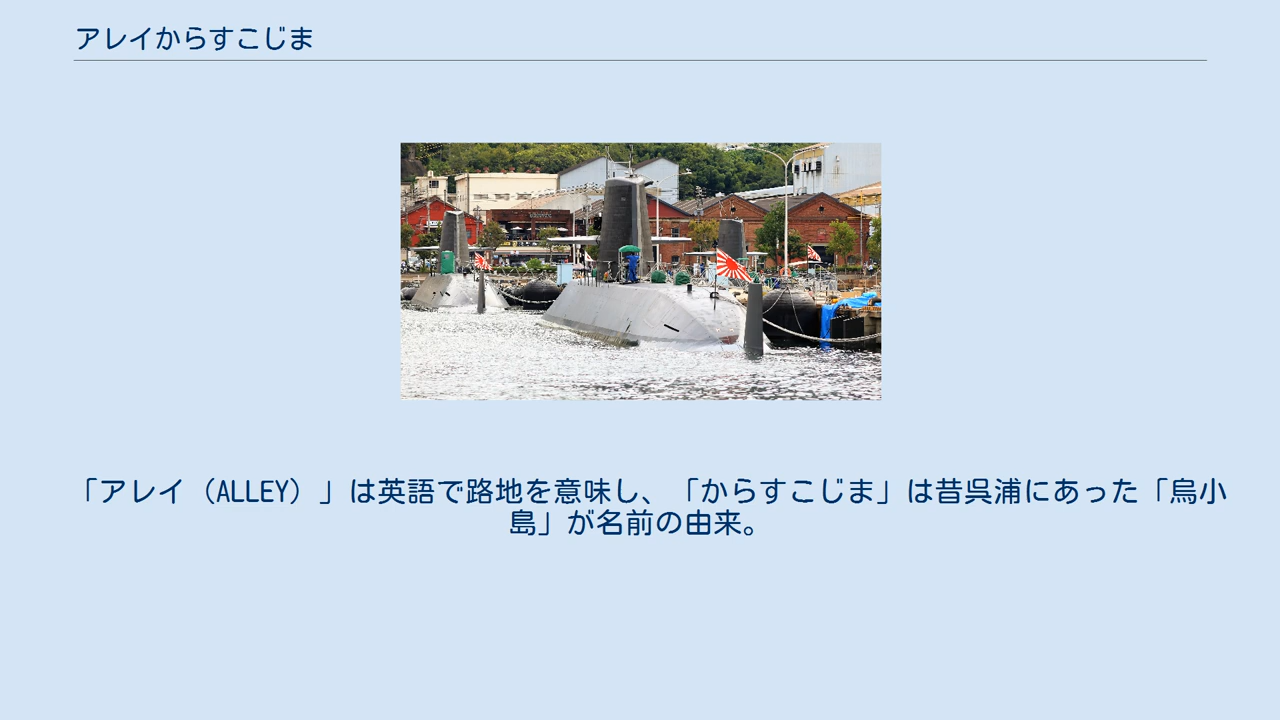 アレイからすこじま
「アレイ（ALLEY）」は英語で路地を意味し、「からすこじま」は昔呉浦にあった「烏小
島」が名前の由来。